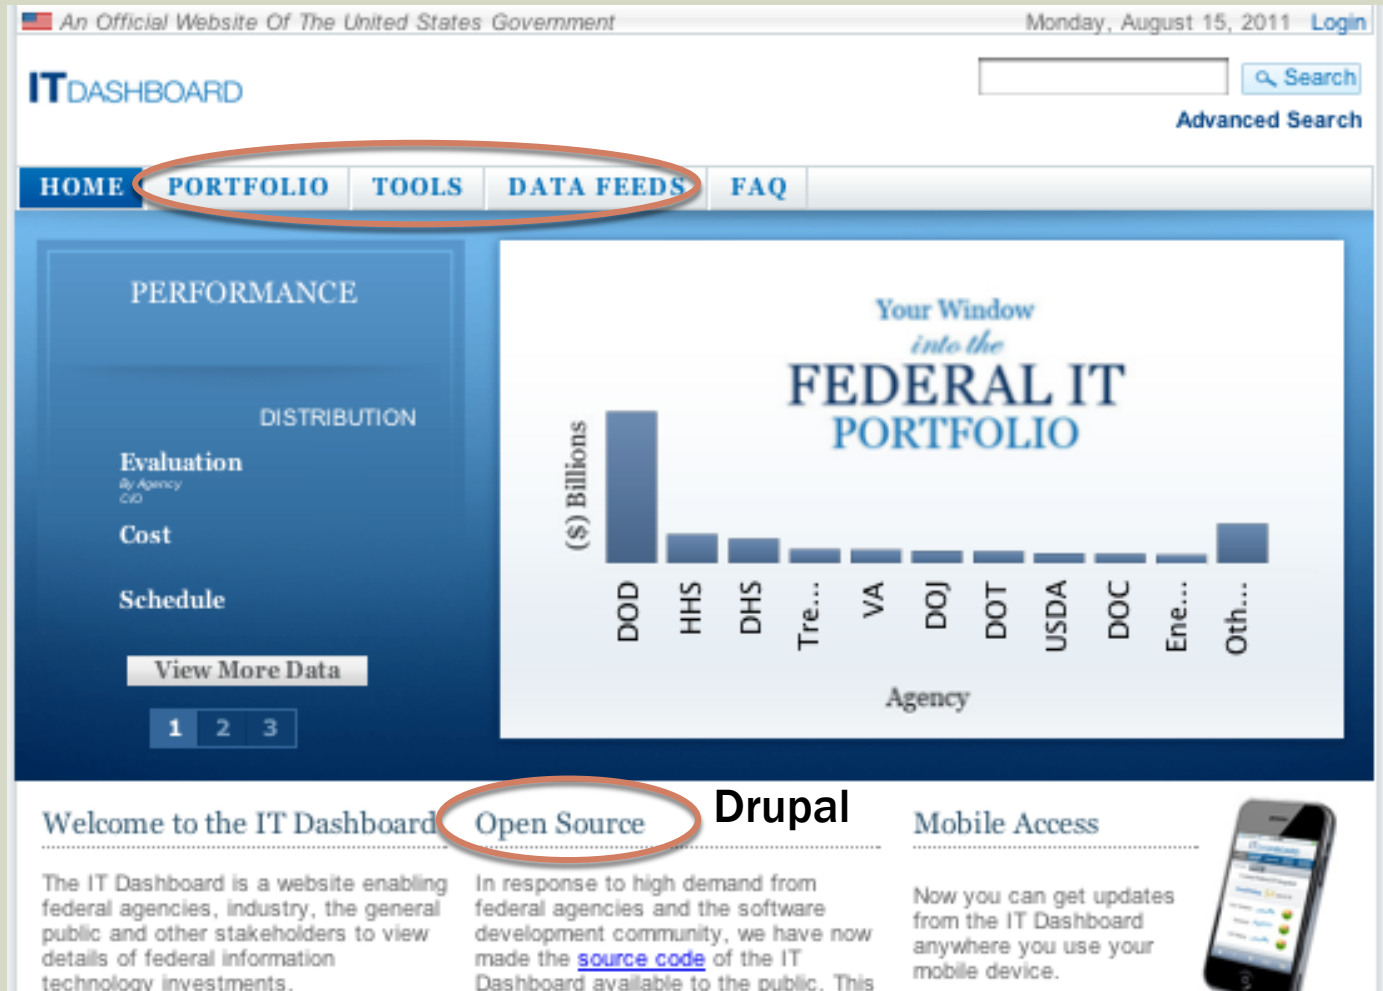 An Official Website Of The United States Government
Monday, August 15, 2011 Login
ITDASHBOARD
Search
Advanced Search
HOME PORTFOLIO TOOLS DATA FEEDS FAQ
PERFORMANCE
DISTRIBUTION
Evaluation
By Agency
CIO
Cost
Schedule
View More Data
1 2 3
Your Window
into the
FEDERAL IT
PORTFOLIO
($) Billions
DOD HHS DHS Tre... VA DOJ DOT USDA DOC Ene... Oth...
Agency
Welcome to the IT Dashboard
The IT Dashboard is a website enabling
federal agencies, industry, the general
public and other stakeholders to view
details of federal information
technology investments.
Open Source
Drupal
In response to high demand from
federal agencies and the software
development community, we have now
made the source code of the IT
Dashboard available to the public. This
Mobile Access
Now you can get updates
from the IT Dashboard
anywhere you use your
mobile device.